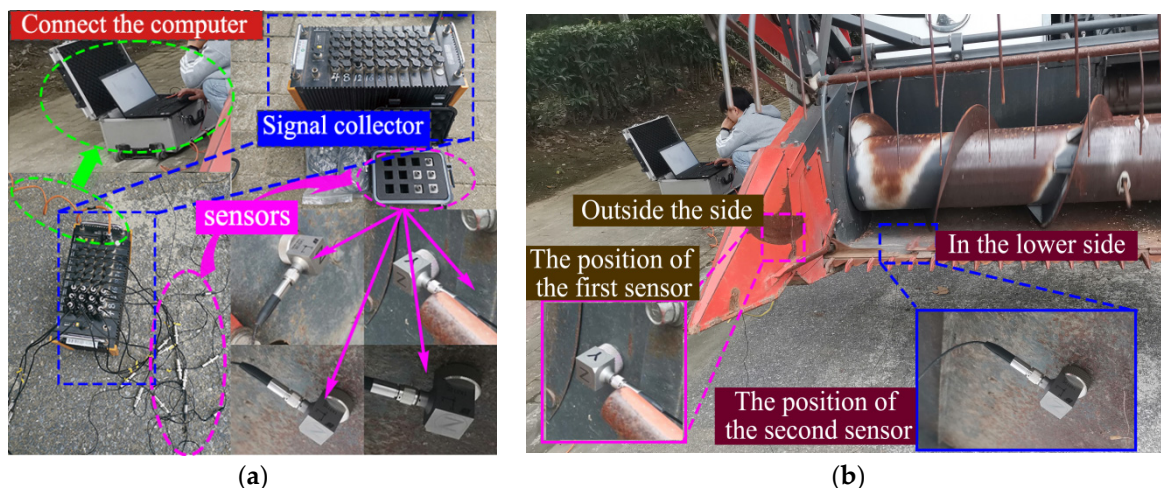 Connect the computer
Signal collector
sensors
Outside the side
The position of
the first sensor
In the lower side
The position of
the second sensor
Y
Z
(a)
(b)